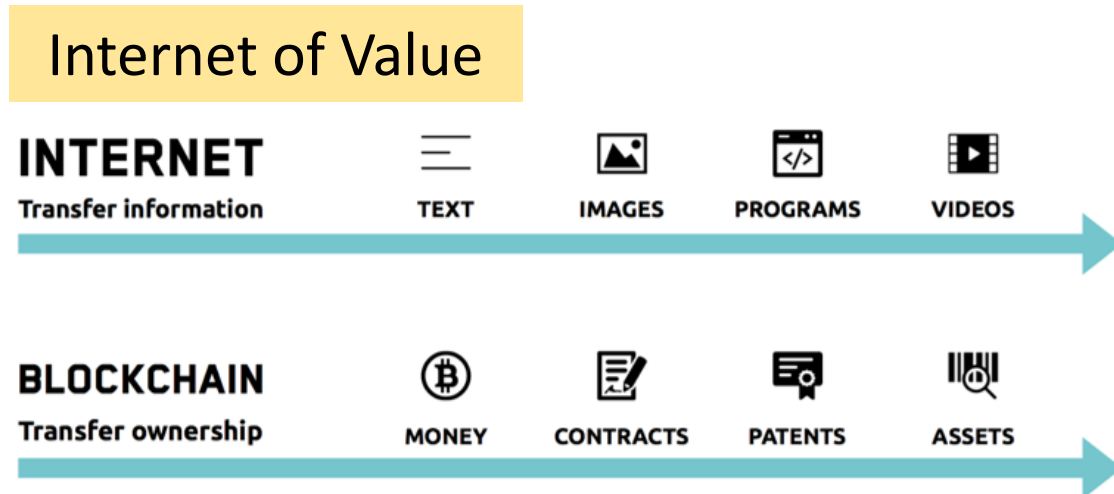 Internet of Value
INTERNET
Transfer information
TEXT
IMAGES
PROGRAMS
VIDEOS
BLOCKCHAIN
Transfer ownership
MONEY
CONTRACTS
PATENTS
ASSETS